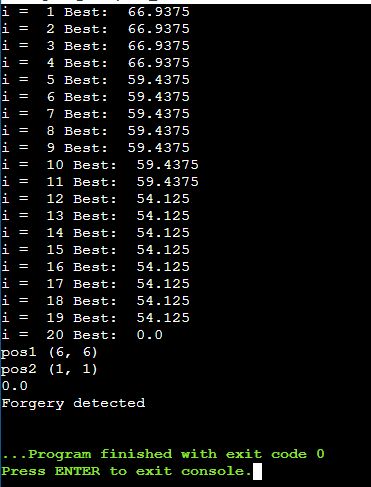 i =  1 Best:  66.9375
i =  2 Best:  66.9375
i =  3 Best:  66.9375
i =  4 Best:  66.9375
i =  5 Best:  59.4375
i =  6 Best:  59.4375
i =  7 Best:  59.4375
i =  8 Best:  59.4375
i =  9 Best:  59.4375
i =  10 Best:  59.4375
i =  11 Best:  59.4375
i =  12 Best:  54.125
i =  13 Best:  54.125
i =  14 Best:  54.125
i =  15 Best:  54.125
i =  16 Best:  54.125
i =  17 Best:  54.125
i =  18 Best:  54.125
i =  19 Best:  54.125
i =  20 Best:  0.0
pos1 (6, 6)
pos2 (1, 1)
0.0
Forgery detected
...Program finished with exit code 0
Press ENTER to exit console.